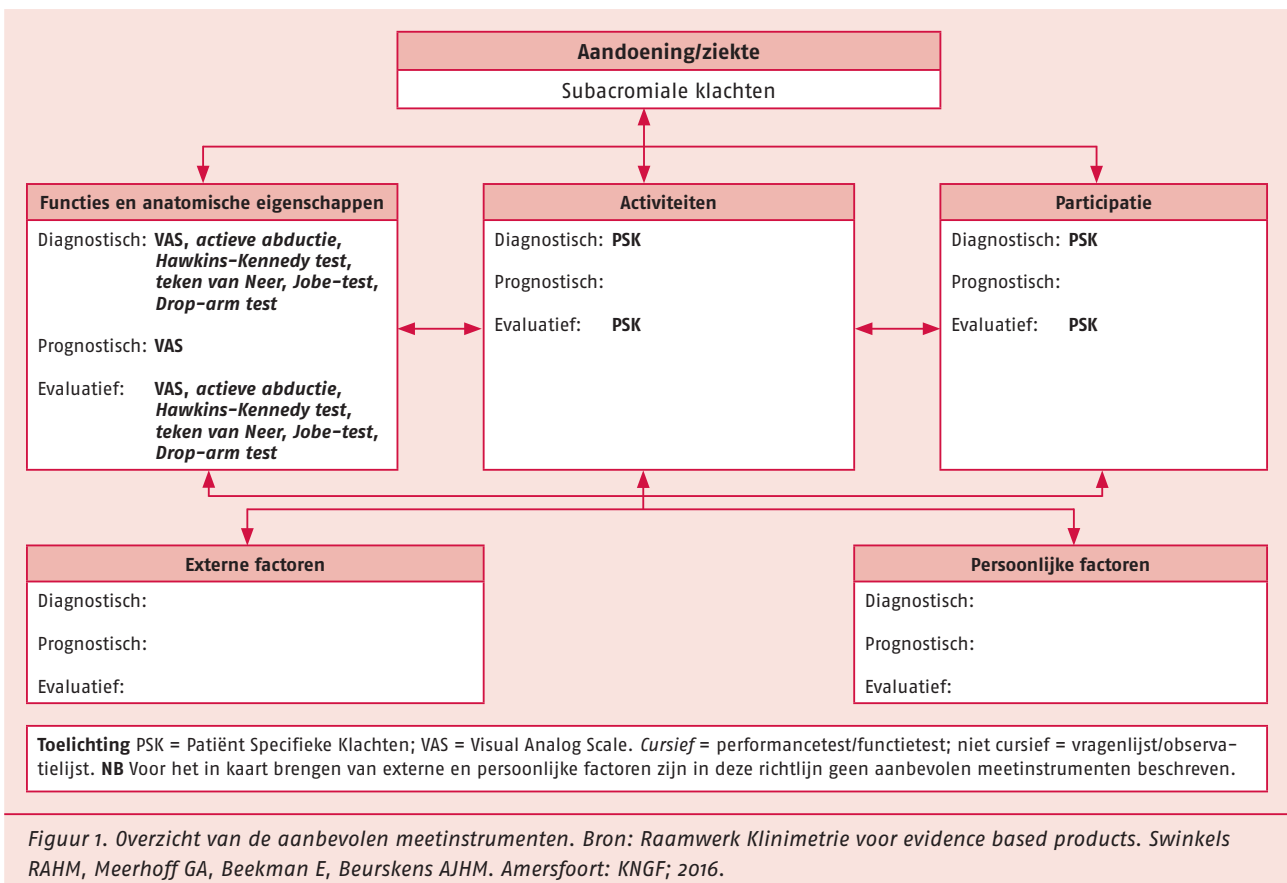 Aandoening/ziekte
Subacromiale klachten
Functies en anatomische eigenschappen
Diagnostisch: VAS, actieve abductie,
Hawkins-Kennedy test,
teken van Neer, Jobe-test,
Drop-arm test
Prognostisch: VAS
Evaluatief: VAS, actieve abductie,
Hawkins-Kennedy test,
teken van Neer, Jobe-test,
Drop-arm test
Activiteiten
Diagnostisch: PSK
Prognostisch:
Evaluatief: PSK
Participatie
Diagnostisch: PSK
Prognostisch:
Evaluatief: PSK
Externe factoren
Diagnostisch:
Prognostisch:
Evaluatief:
Persoonlijke factoren
Diagnostisch:
Prognostisch:
Evaluatief:
Toelichting PSK = Patiënt Specifieke Klachten; VAS = Visual Analog Scale. Cursief = performancetest/functietest; niet cursief = vragenlijst/observa-
tielijst. NB Voor het in kaart brengen van externe en persoonlijke factoren zijn in deze richtlijn geen aanbevolen meetinstrumenten beschreven.
Figuur 1. Overzicht van de aanbevolen meetinstrumenten. Bron: Raamwerk Klinimetrie voor evidence based products. Swinkels
RAHM, Meerhoff GA, Beekman E, Beurskens AJHM. Amersfoort: KNGF; 2016.